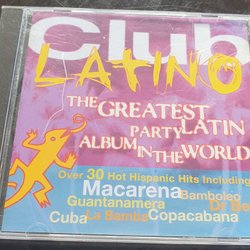 Club
LATINO
THE GREATEST
PARTY LATIN
ALBUM IN THE WORLD
Over 30 Hot Hispanic Hits Including
Macarena Bamboleo
Guantanamera
Cuba La Bamba Copacabana